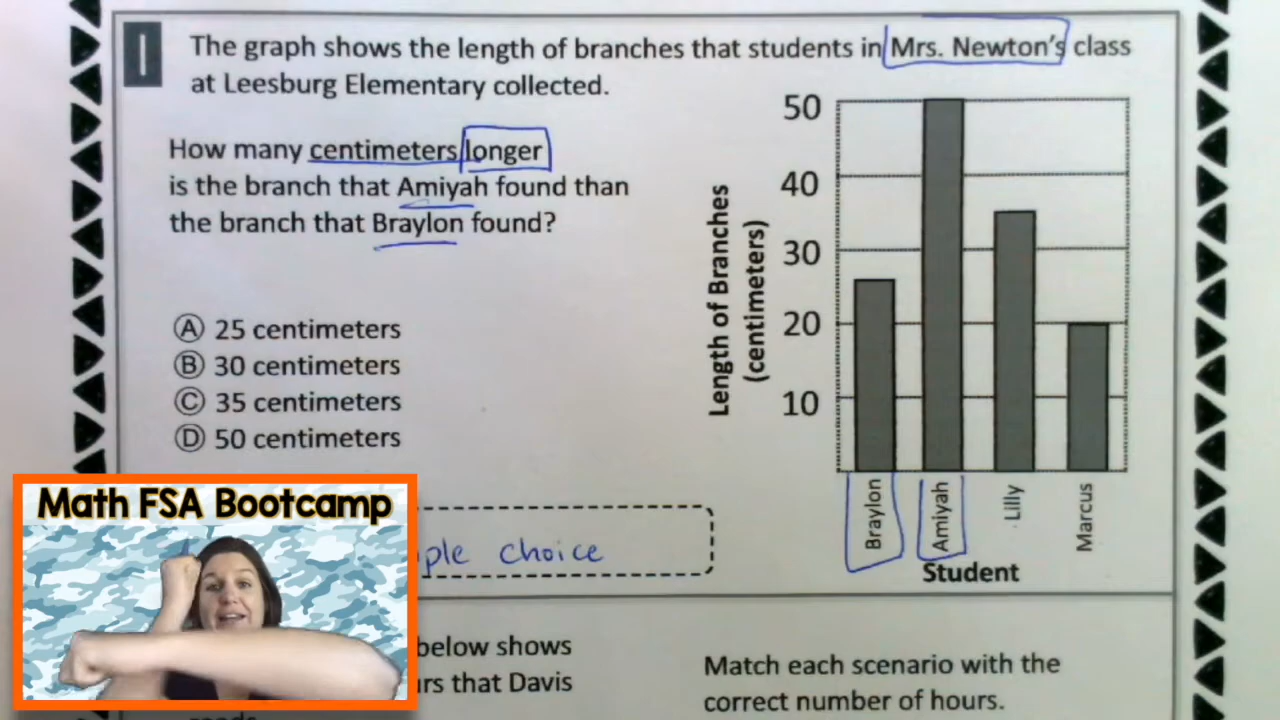 1
The graph shows the length of branches that students in Mrs. Newton's class
at Leesburg Elementary collected.
How many centimeters longer
is the branch that Amiyah found than
the branch that Braylon found?
Ⓐ 25 centimeters
Ⓑ 30 centimeters
Ⓒ 35 centimeters
Ⓓ 50 centimeters
Length of Branches
(centimeters)
50
40
30
20
10
Braylon
Amiyah
Lilly
Marcus
Student
Math FSA Bootcamp
ple choice
below shows
rs that Davis
Match each scenario with the
correct number of hours.